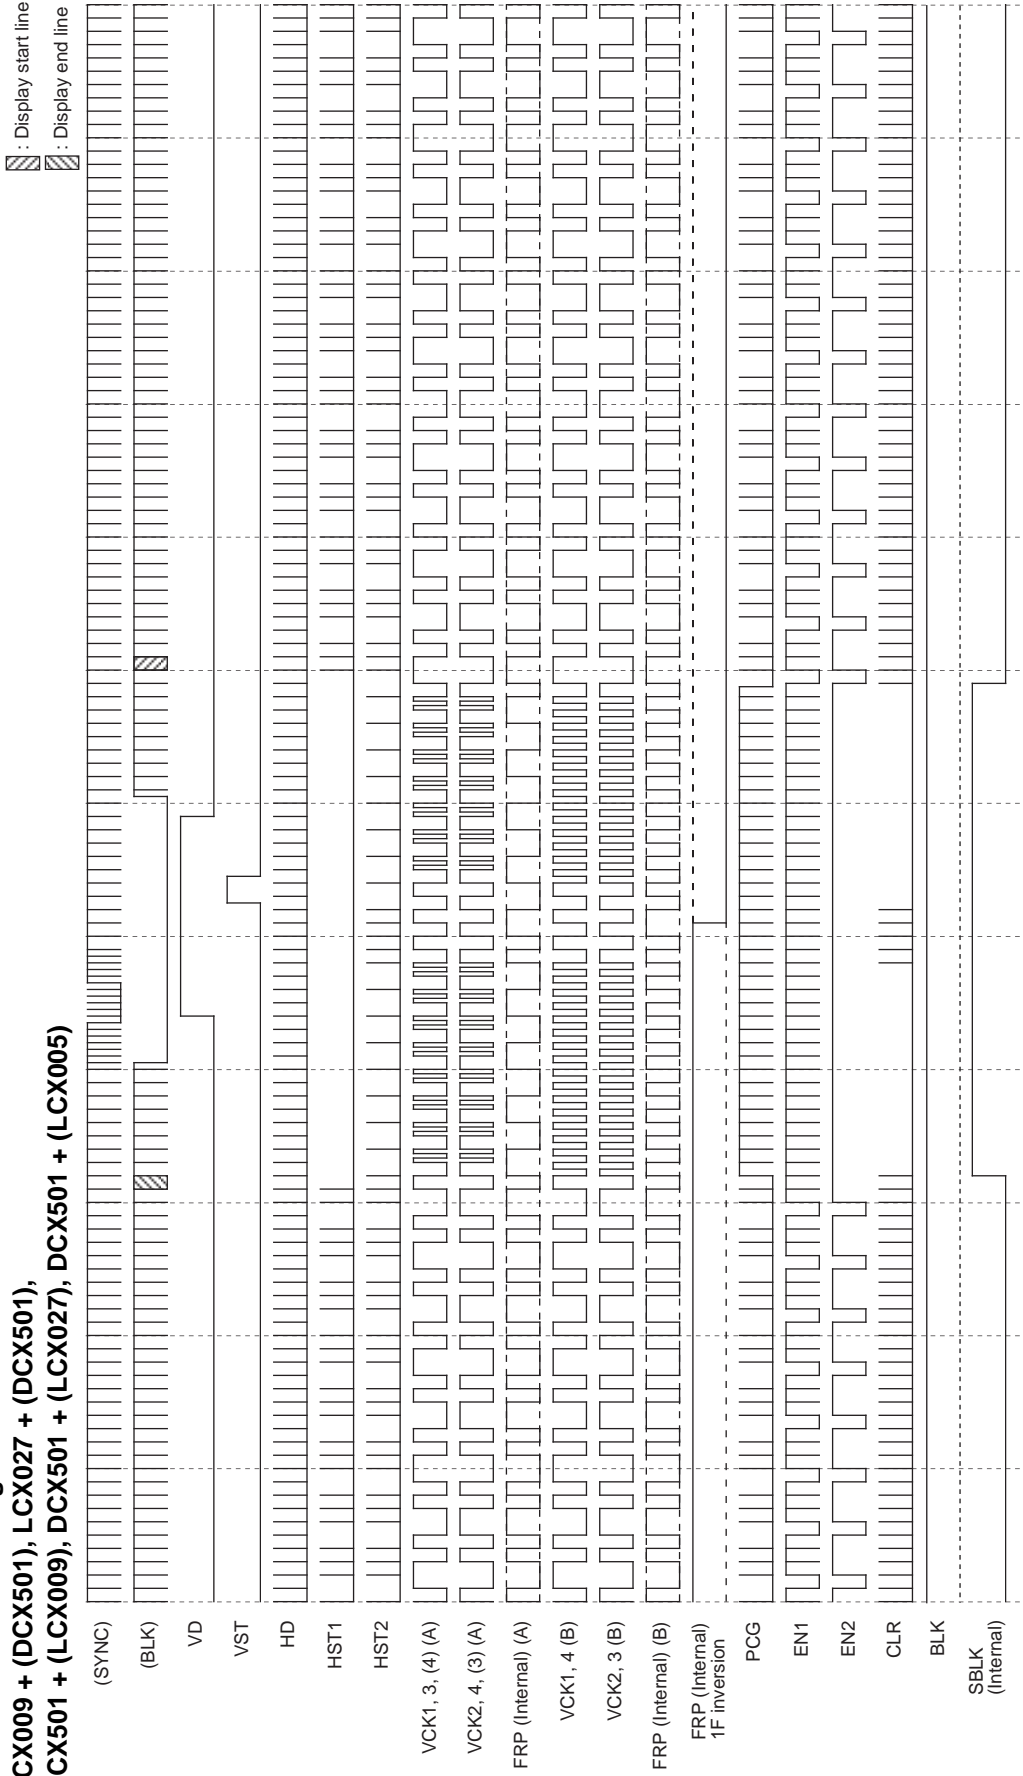 CX009 + (DCX501), LCX027 + (DCX501),
CX501 + (LCX009), DCX501 + (LCX027), DCX501 + (LCX005)
: Display start line
: Display end line
(SYNC)
(BLK)
VD
VST
HD
HST1
HST2
VCK1, 3, (4) (A)
VCK2, 4, (3) (A)
FRP (Internal) (A)
VCK1, 4 (B)
VCK2, 3 (B)
FRP (Internal) (B)
FRP (Internal)
1F inversion
PCG
EN1
EN2
CLR
BLK
SBLK
(Internal)